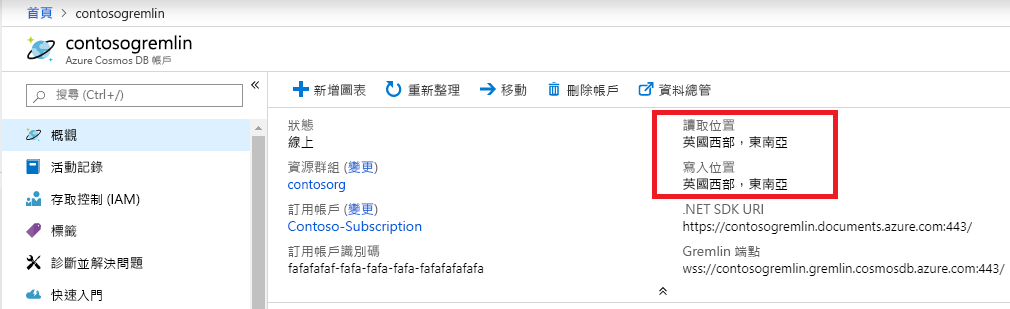 首頁 > contosogremlin
contosogremlin
Azure Cosmos DB 帳戶
搜尋 (Ctrl+/)
概觀
活動記錄
存取控制 (IAM)
標籤
診斷並解決問題
快速入門
新增圖表 重新整理 移動 刪除帳戶 資料總管
狀態
線上
資源群組 (變更)
contosorg
訂用帳戶 (變更)
Contoso-Subscription
訂用帳戶識別碼
fafafafaf-fafa-fafa-fafa-fafafafafafa
讀取位置
英國西部，東南亞
寫入位置
英國西部，東南亞
.NET SDK URI
https://contosogremlin.documents.azure.com:443/
Gremlin 端點
wss://contosogremlin.gremlin.cosmosdb.azure.com:443/